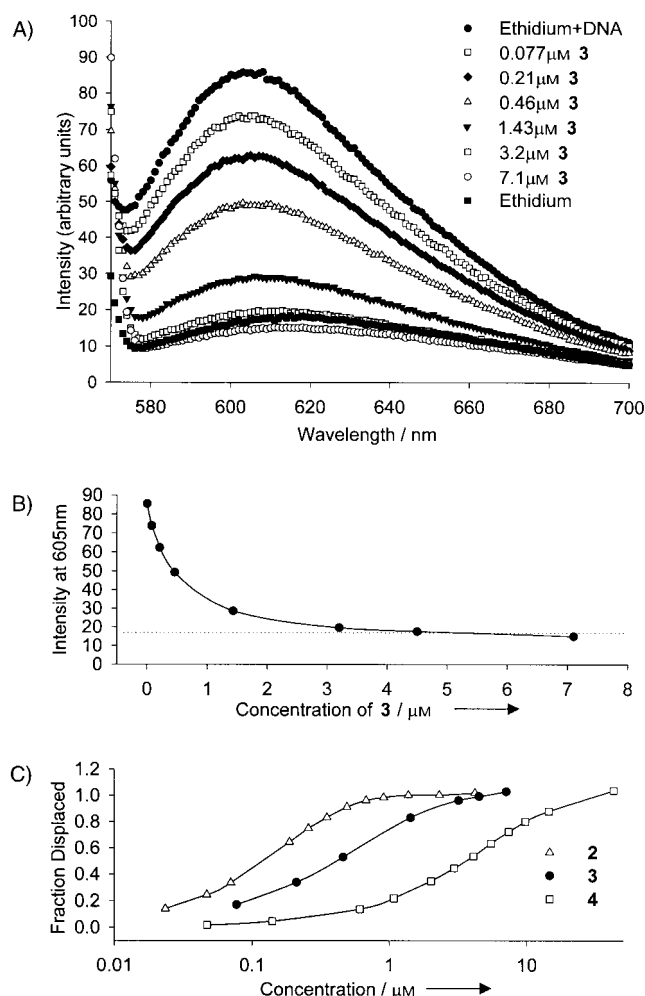 A)
100
90
80
70
60
50
40
30
20
10
0
Intensity (arbitrary units)
Ethidium+DNA
0.077μM 3
0.21μM 3
0.46μM 3
1.43μM 3
3.2μM 3
7.1μM 3
Ethidium
580 600 620 640 660 680 700
Wavelength / nm
B)
90
80
70
60
50
40
30
20
10
0
Intensity at 605nm
0 1 2 3 4 5 6 7 8
Concentration of 3 / μM
C)
1.2
1.0
0.8
0.6
0.4
0.2
0.0
Fraction Displaced
2
3
4
0.01 0.1 1 10
Concentration / μM